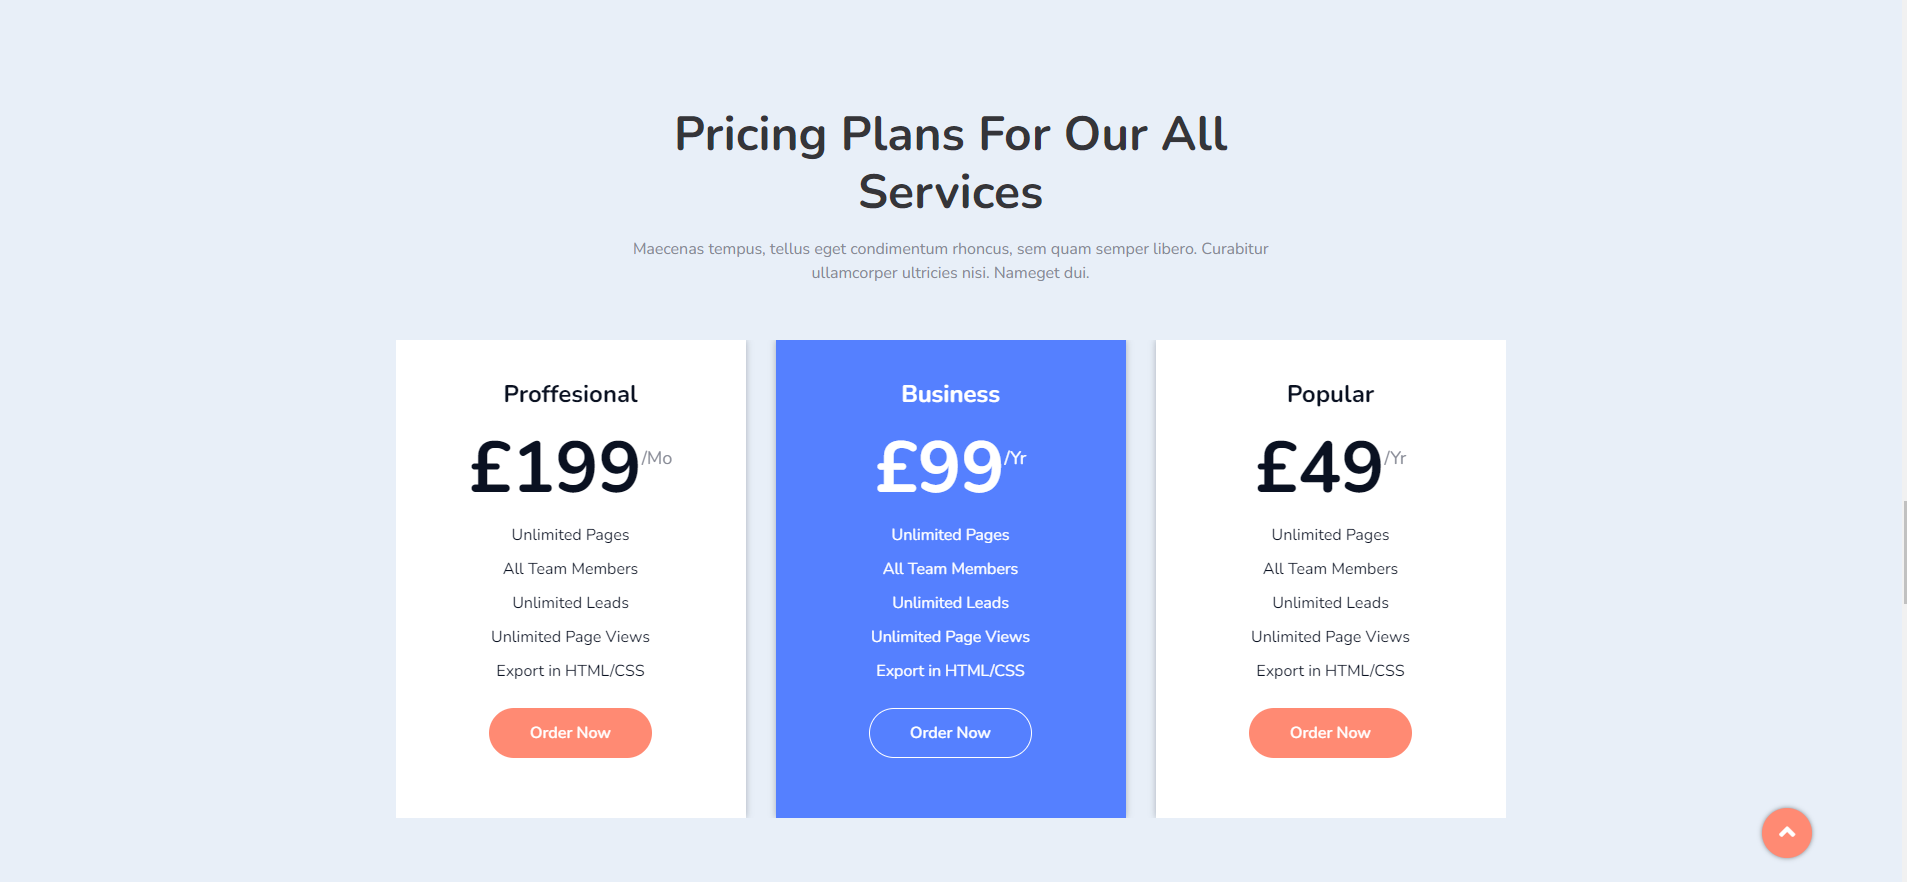 Pricing Plans For Our All
Services
Maecenas tempus, tellus eget condimentum rhoncus, sem quam semper libero. Curabitur
ullamcorper ultricies nisi. Nameget dui.
Proffesional
£199/Mo
Unlimited Pages
All Team Members
Unlimited Leads
Unlimited Page Views
Export in HTML/CSS
Order Now
Business
£99/Yr
Unlimited Pages
All Team Members
Unlimited Leads
Unlimited Page Views
Export in HTML/CSS
Order Now
Popular
£49/Yr
Unlimited Pages
All Team Members
Unlimited Leads
Unlimited Page Views
Export in HTML/CSS
Order Now